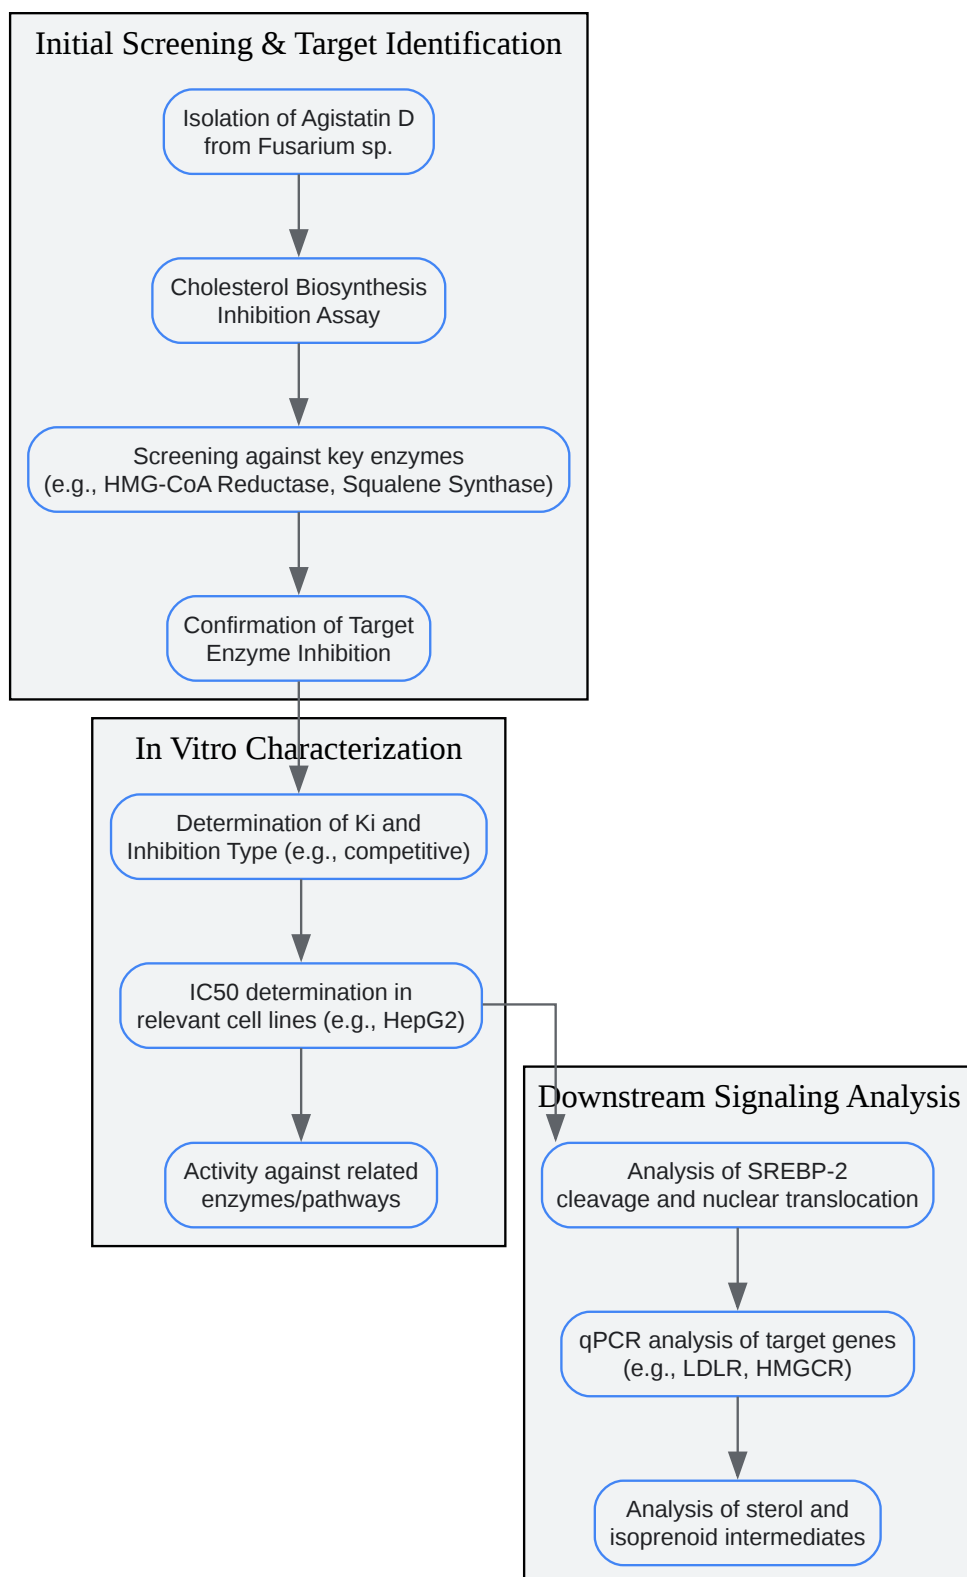 Initial Screening & Target Identification
Isolation of Agistatin D
from Fusarium sp.
Cholesterol Biosynthesis
Inhibition Assay
Screening against key enzymes
(e.g., HMG-CoA Reductase, Squalene Synthase)
Confirmation of Target
Enzyme Inhibition
In Vitro Characterization
Determination of Ki and
Inhibition Type (e.g., competitive)
IC50 determination in
relevant cell lines (e.g., HepG2)
Activity against related
enzymes/pathways
Downstream Signaling Analysis
Analysis of SREBP-2
cleavage and nuclear translocation
qPCR analysis of target genes
(e.g., LDLR, HMGCR)
Analysis of sterol and
isoprenoid intermediates